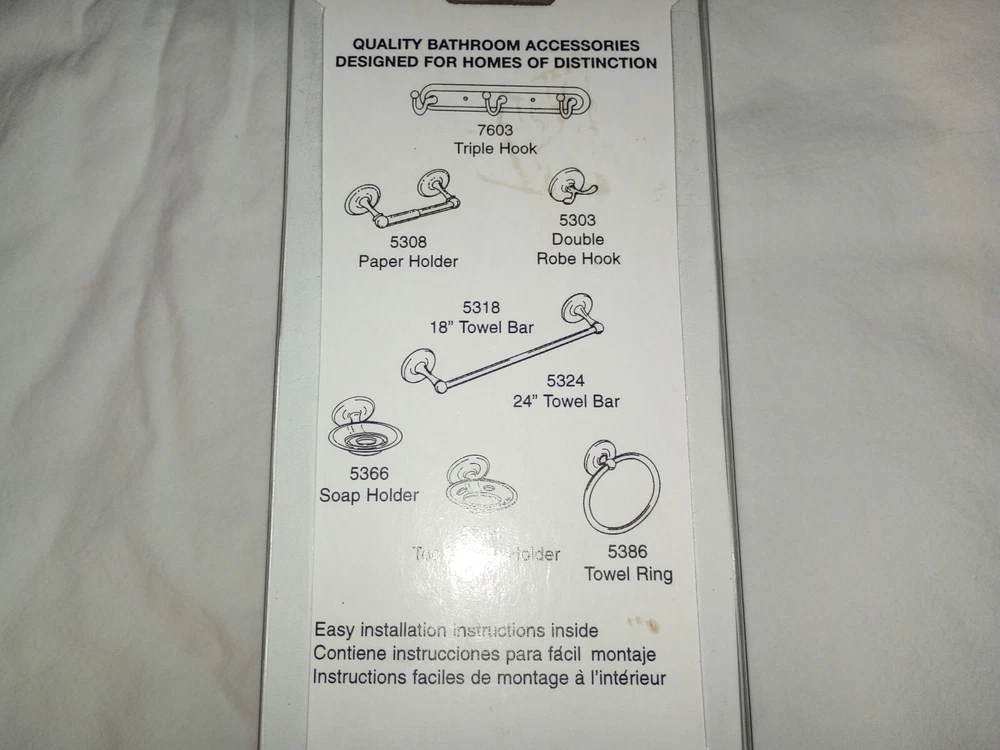 QUALITY BATHROOM ACCESSORIES
DESIGNED FOR HOMES OF DISTINCTION
7603
Triple Hook
5308
Paper Holder
5303
Double
Robe Hook
5318
18” Towel Bar
5324
24” Towel Bar
5366
Soap Holder
Holder
5386
Towel Ring
Easy installation instructions inside
Contiene instrucciones para fácil montaje
Instructions faciles de montage à l’intérieur